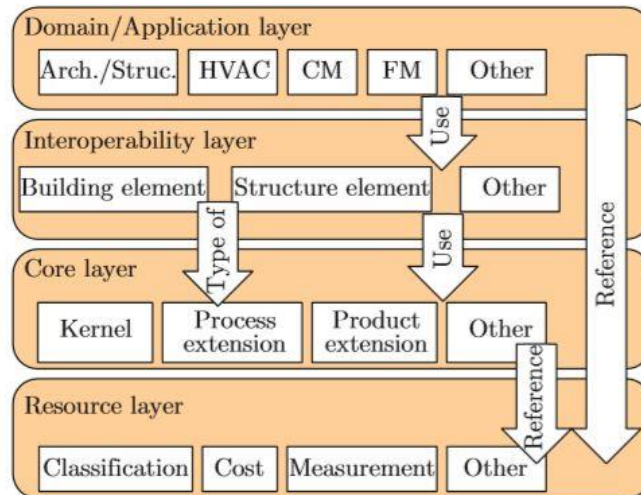 Domain/Application layer
Arch./Struc. HVAC CM FM Other
Use
Interoperability layer
Building element Structure element Other
Type of
Use
Reference
Core layer
Kernel Process extension Product extension Other
Reference
Resource layer
Classification Cost Measurement Other